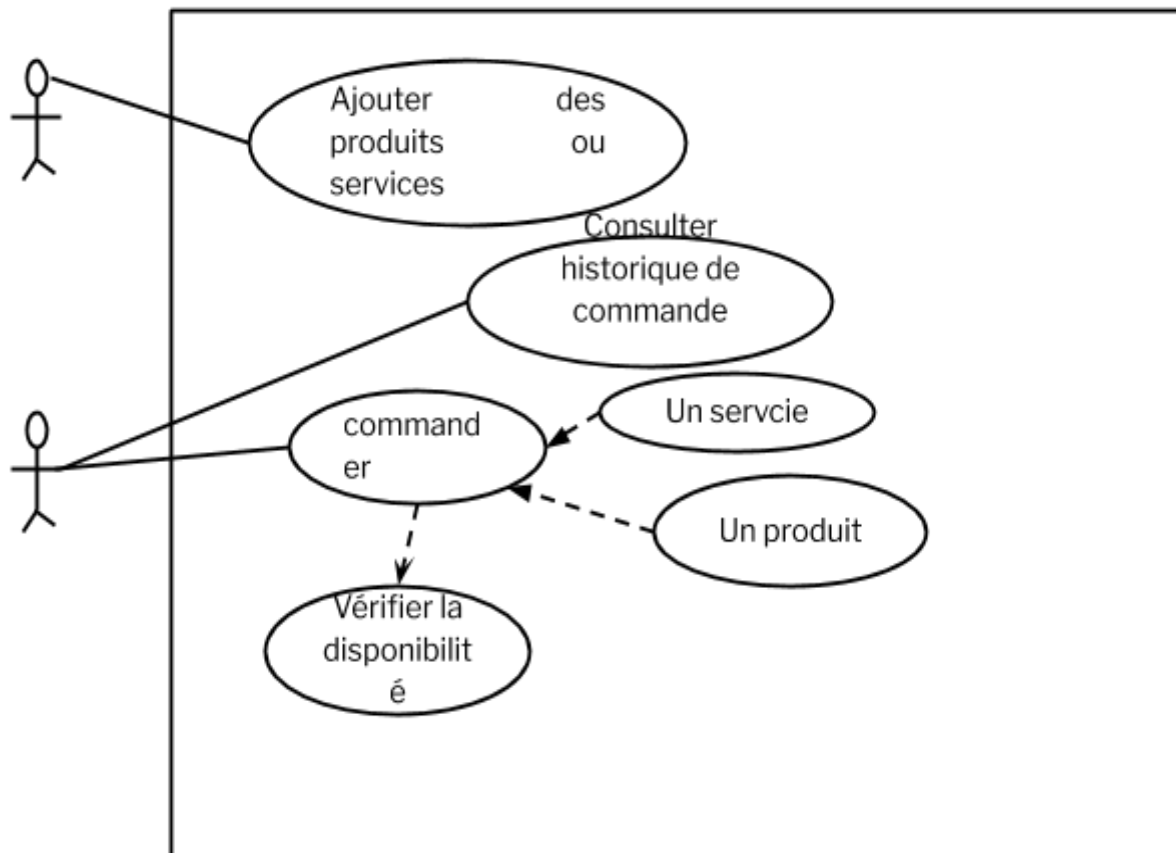 Ajouter des
produits ou
services
Consulter
historique de
commande
Un servcie
command
er
Un produit
Vérifier la
disponibilit
é